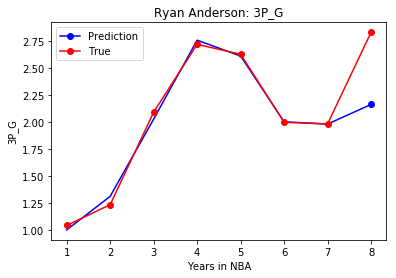 Ryan Anderson: 3P_G
Prediction
True
2.75
2.50
2.25
2.00
1.75
1.50
1.25
1.00
3P_G
1 2 3 4 5 6 7 8
Years in NBA